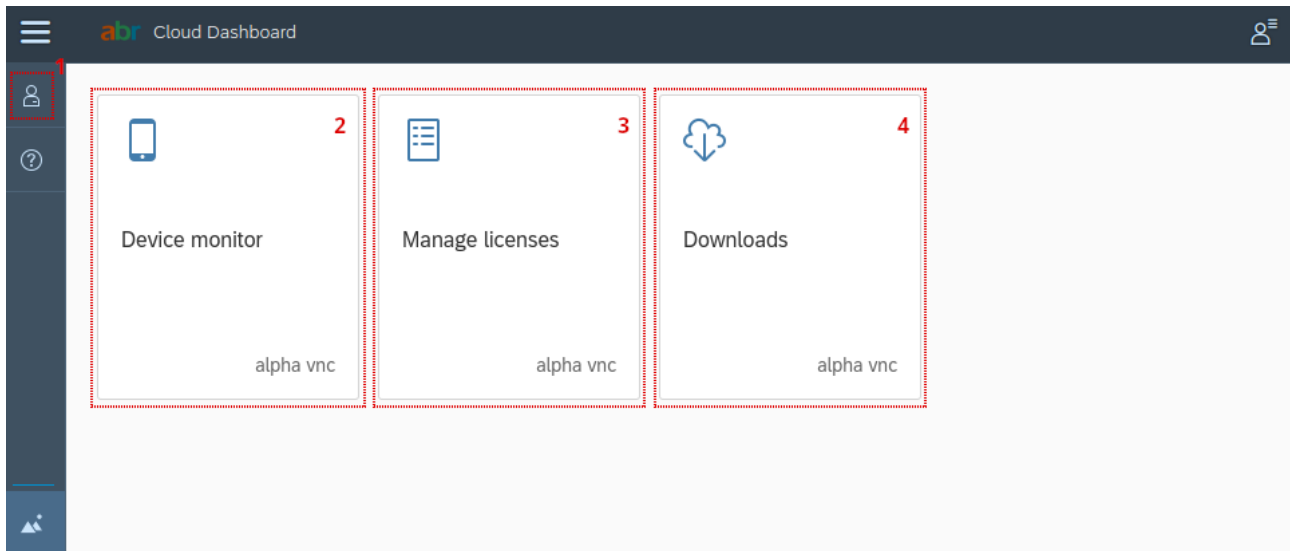 abr Cloud Dashboard
1
2
3
4
Device monitor
Manage licenses
Downloads
alpha vnc
alpha vnc
alpha vnc